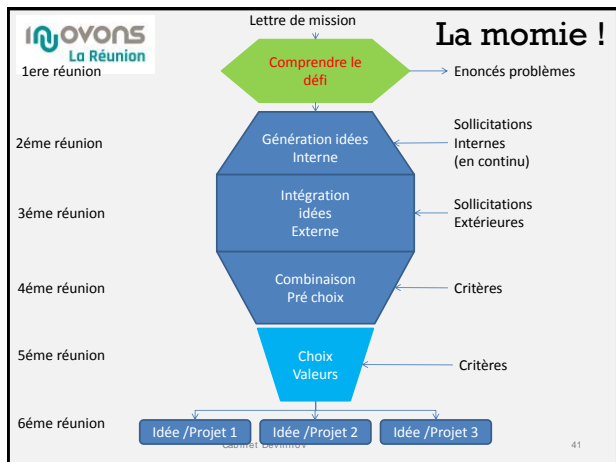 INOVONS
La Réunion
Lettre de mission
La momie !
1ere réunion
Comprendre le
défi
Enoncés problèmes
2éme réunion
Génération idées
Interne
Sollicitations
Internes
(en continu)
3éme réunion
Intégration
idées
Externe
Sollicitations
Extérieures
4éme réunion
Combinaison
Pré choix
Critères
5éme réunion
Choix
Valeurs
Critères
6éme réunion
Idée /Projet 1
Idée /Projet 2
Idée /Projet 3
Cabinet
41